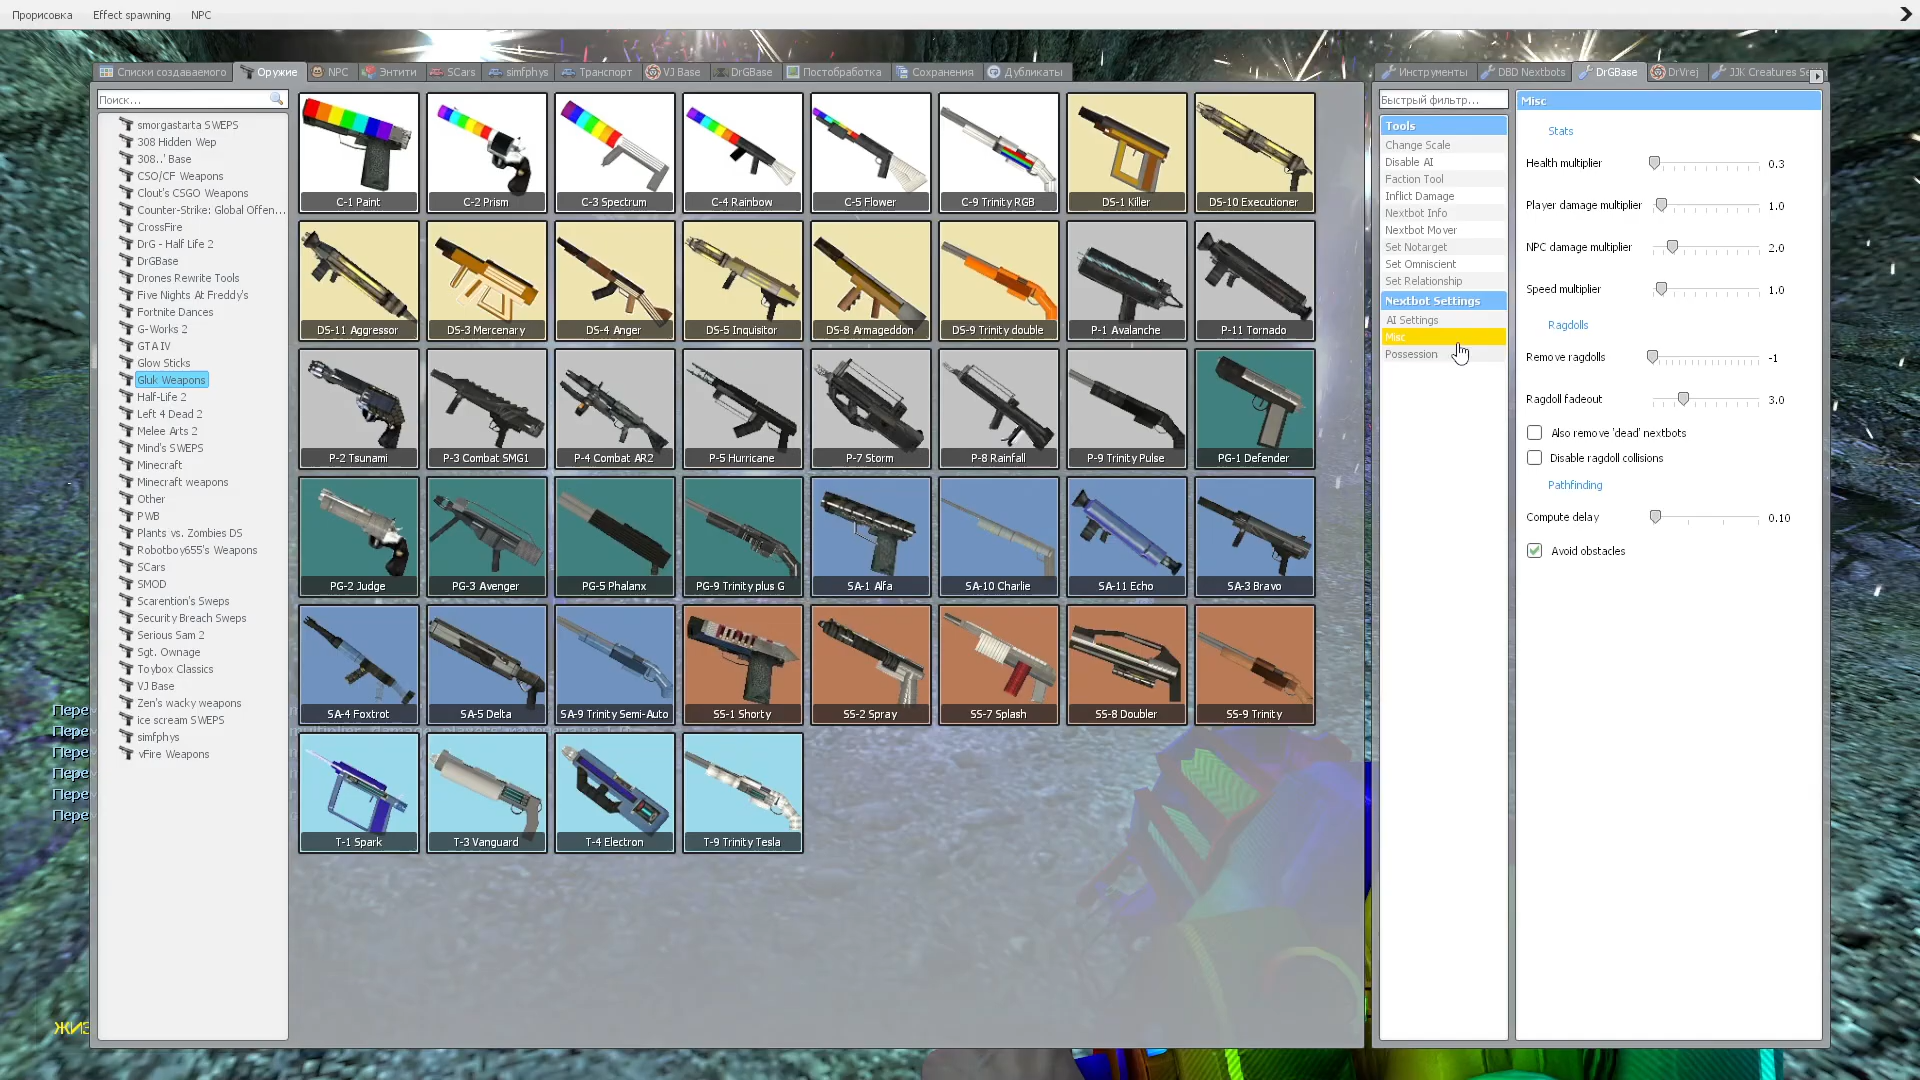 Прорисовка Effect spawning NPC
Списки создаваемого Оружие NPC Энтити SCars simfphys Транспорт VJ Base DrGBase Постобработка Сохранения Дубликаты
Инструменты DBD Nextbots DrGBase DrVrej JJK Creatures
Поиск...
smorgastarta SWEPS
308 Hidden Wep
308..' Base
CSO/CF Weapons
Clout's CSGO Weapons
Counter-Strike: Global Offen...
CrossFire
DrG - Half Life 2
DrGBase
Drones Rewrite Tools
Five Nights At Freddy's
Fortnite Dances
G-Works 2
GTA IV
Glow Sticks
Gluk Weapons
Half-Life 2
Left 4 Dead 2
Melee Arts 2
Mind's SWEPS
Minecraft
Minecraft weapons
Other
PWB
Plants vs. Zombies DS
Robotboy655's Weapons
SCars
SMOD
Scarention's Sweps
Security Breach Sweps
Serious Sam 2
Sgt. Ownage
Toybox Classics
VJ Base
Zen's wacky weapons
ice scream SWEPS
simfphys
vFire Weapons
C-1 Paint C-2 Prism C-3 Spectrum C-4 Rainbow C-5 Flower C-9 Trinity RGB DS-1 Killer DS-10 Executioner
DS-11 Aggressor DS-3 Mercenary DS-4 Anger DS-5 Inquisitor DS-8 Armageddon DS-9 Trinity double P-1 Avalanche P-11 Tornado
P-2 Tsunami P-3 Combat SMG1 P-4 Combat AR2 P-5 Hurricane P-7 Storm P-8 Rainfall P-9 Trinity Pulse PG-1 Defender
PG-2 Judge PG-3 Avenger PG-5 Phalanx PG-9 Trinity plus G SA-1 Alfa SA-10 Charlie SA-11 Echo SA-3 Bravo
SA-4 Foxtrot SA-5 Delta SA-9 Trinity Semi-Auto SS-1 Shorty SS-2 Spray SS-7 Splash SS-8 Doubler SS-9 Trinity
T-1 Spark T-3 Vanguard T-4 Electron T-9 Trinity Tesla
Быстрый фильтр...
Tools
Change Scale
Disable AI
Faction Tool
Inflict Damage
Nextbot Info
Nextbot Mover
Set Notarget
Set Omniscient
Set Relationship
Nextbot Settings
AI Settings
Misc
Possession
Misc
Stats
Health multiplier 0.3
Player damage multiplier 1.0
NPC damage multiplier 2.0
Speed multiplier 1.0
Ragdolls
Remove ragdolls -1
Ragdoll fadeout 3.0
Also remove 'dead' nextbots
Disable ragdoll collisions
Pathfinding
Compute delay 0.10
Avoid obstacles
Пере
Пере
Пере
Пере
Пере
Пере